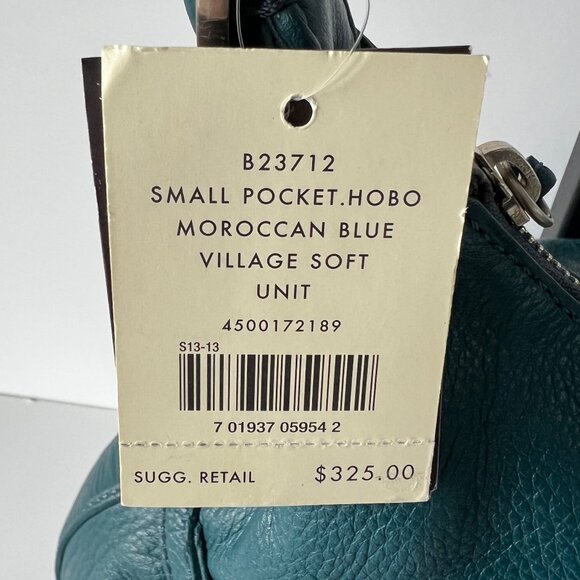 B23712
SMALL POCKET.HOBO
MOROCCAN BLUE
VILLAGE SOFT
UNIT
4500172189
S13-13
7 01937 05954 2
SUGG. RETAIL $325.00